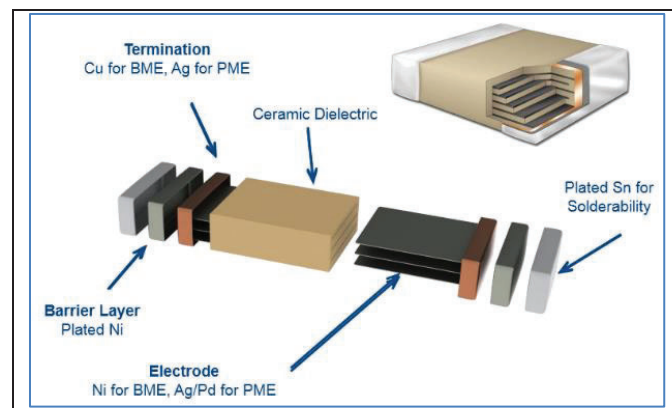 Termination
Cu for BME, Ag for PME
Ceramic Dielectric
Plated Sn for
Solderability
Barrier Layer
Plated Ni
Electrode
Ni for BME, Ag/Pd for PME